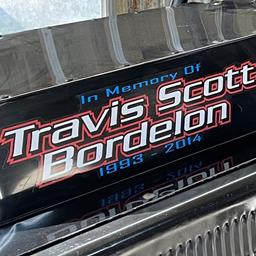 In Memory Of
Travis Scott
Bordelon
1993 - 2014